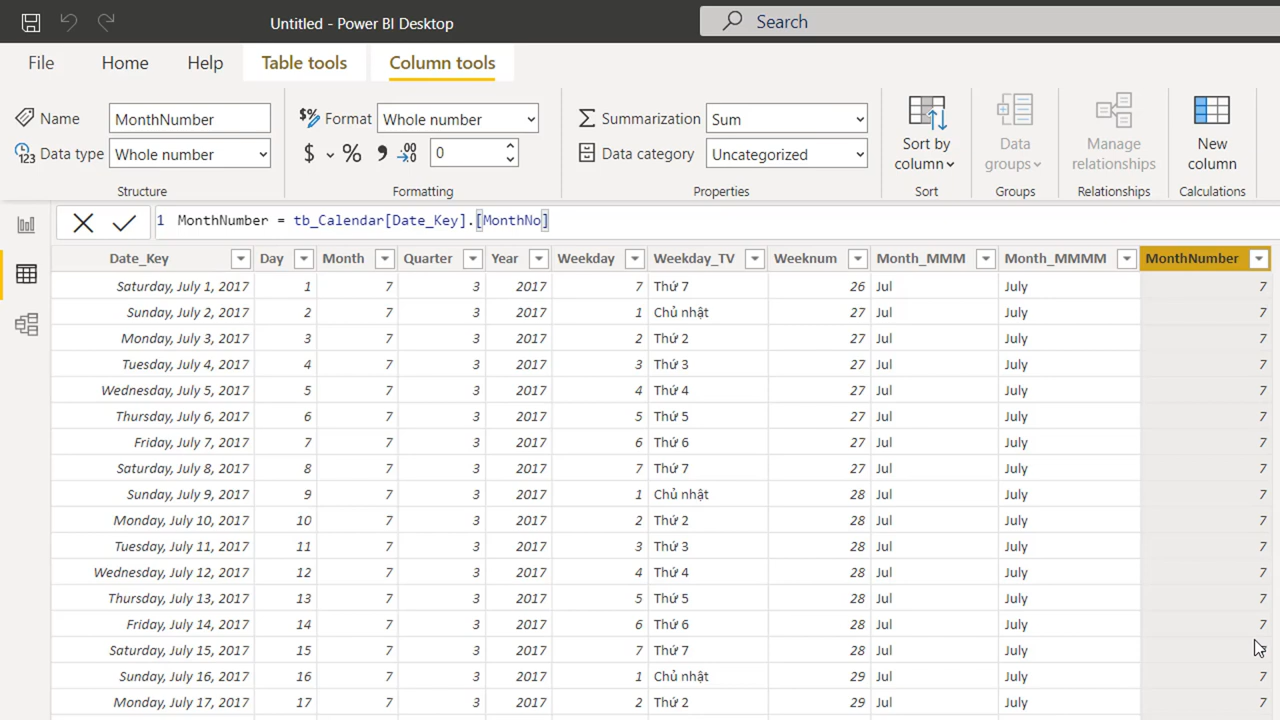 Untitled - Power BI Desktop Search
File Home Help Table tools Column tools
Name MonthNumber Format Whole number Summarization Sum Sort by column Data groups Manage relationships New column
Data type Whole number $ % , .00 0 Data category Uncategorized
Structure Formatting Properties Sort Groups Relationships Calculations
1 MonthNumber = tb_Calendar[Date_Key].[MonthNo]
Date_Key Day Month Quarter Year Weekday Weekday_TV Weeknum Month_MMM Month_MMMM MonthNumber
Saturday, July 1, 2017 1 7 3 2017 7 Thứ 7 26 Jul July 7
Sunday, July 2, 2017 2 7 3 2017 1 Chủ nhật 27 Jul July 7
Monday, July 3, 2017 3 7 3 2017 2 Thứ 2 27 Jul July 7
Tuesday, July 4, 2017 4 7 3 2017 3 Thứ 3 27 Jul July 7
Wednesday, July 5, 2017 5 7 3 2017 4 Thứ 4 27 Jul July 7
Thursday, July 6, 2017 6 7 3 2017 5 Thứ 5 27 Jul July 7
Friday, July 7, 2017 7 7 3 2017 6 Thứ 6 27 Jul July 7
Saturday, July 8, 2017 8 7 3 2017 7 Thứ 7 27 Jul July 7
Sunday, July 9, 2017 9 7 3 2017 1 Chủ nhật 28 Jul July 7
Monday, July 10, 2017 10 7 3 2017 2 Thứ 2 28 Jul July 7
Tuesday, July 11, 2017 11 7 3 2017 3 Thứ 3 28 Jul July 7
Wednesday, July 12, 2017 12 7 3 2017 4 Thứ 4 28 Jul July 7
Thursday, July 13, 2017 13 7 3 2017 5 Thứ 5 28 Jul July 7
Friday, July 14, 2017 14 7 3 2017 6 Thứ 6 28 Jul July 7
Saturday, July 15, 2017 15 7 3 2017 7 Thứ 7 28 Jul July 7
Sunday, July 16, 2017 16 7 3 2017 1 Chủ nhật 29 Jul July 7
Monday, July 17, 2017 17 7 3 2017 2 Thứ 2 29 Jul July 7